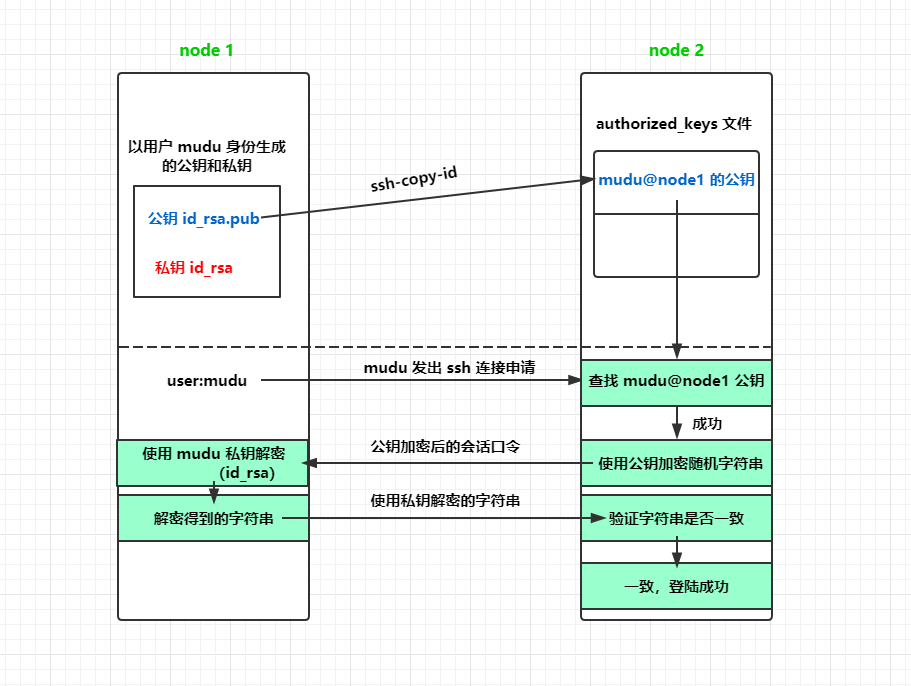 node 1
node 2
以用户 mudu 身份生成
的公钥和私钥
公钥 id_rsa.pub
私钥 id_rsa
ssh-copy-id
authorized_keys 文件
mudu@node1 的公钥
user:mudu
mudu 发出 ssh 连接申请
查找 mudu@node1 公钥
成功
使用公钥加密随机字符串
公钥加密后的会话口令
使用 mudu 私钥解密
（id_rsa）
解密得到的字符串
使用私钥解密的字符串
验证字符串是否一致
一致，登陆成功